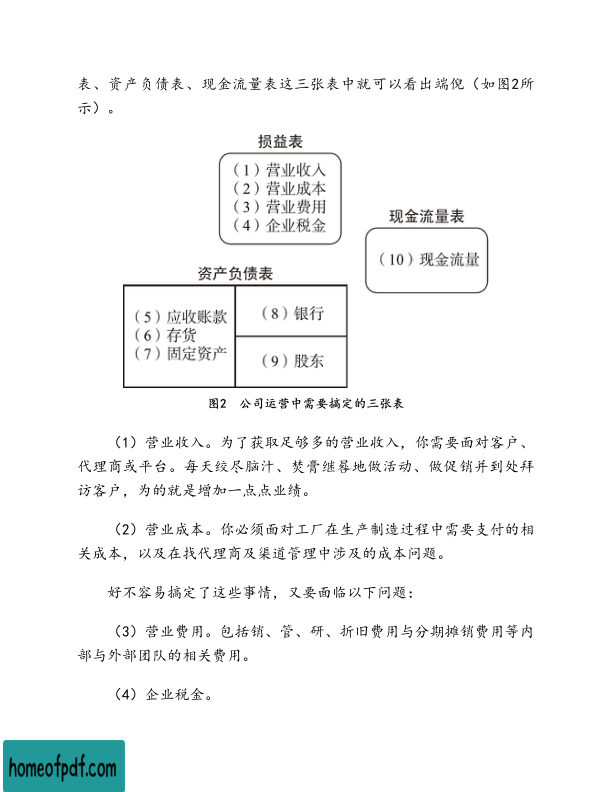 表、资产负债表、现金流量表这三张表中就可以看出端倪（如图2所
示）。
损益表
（1）营业收入
（2）营业成本
（3）营业费用
（4）企业税金
现金流量表
（10）现金流量
资产负债表
（5）应收账款
（6）存货
（7）固定资产
（8）银行
（9）股东
图2 公司运营中需要搞定的三张表
（1）营业收入。为了获取足够多的营业收入，你需要面对客户、
代理商或平台。每天绞尽脑汁、焚膏继晷地做活动、做促销并到处拜
访客户，为的就是增加一点点业绩。
（2）营业成本。你必须面对工厂在生产制造过程中需要支付的相
关成本，以及在找代理商及渠道管理中涉及的成本问题。
好不容易搞定了这些事情，又要面临以下问题：
（3）营业费用。包括销、管、研、折旧费用与分期摊销费用等内
部与外部团队的相关费用。
（4）企业税金。
homeofpdf.com